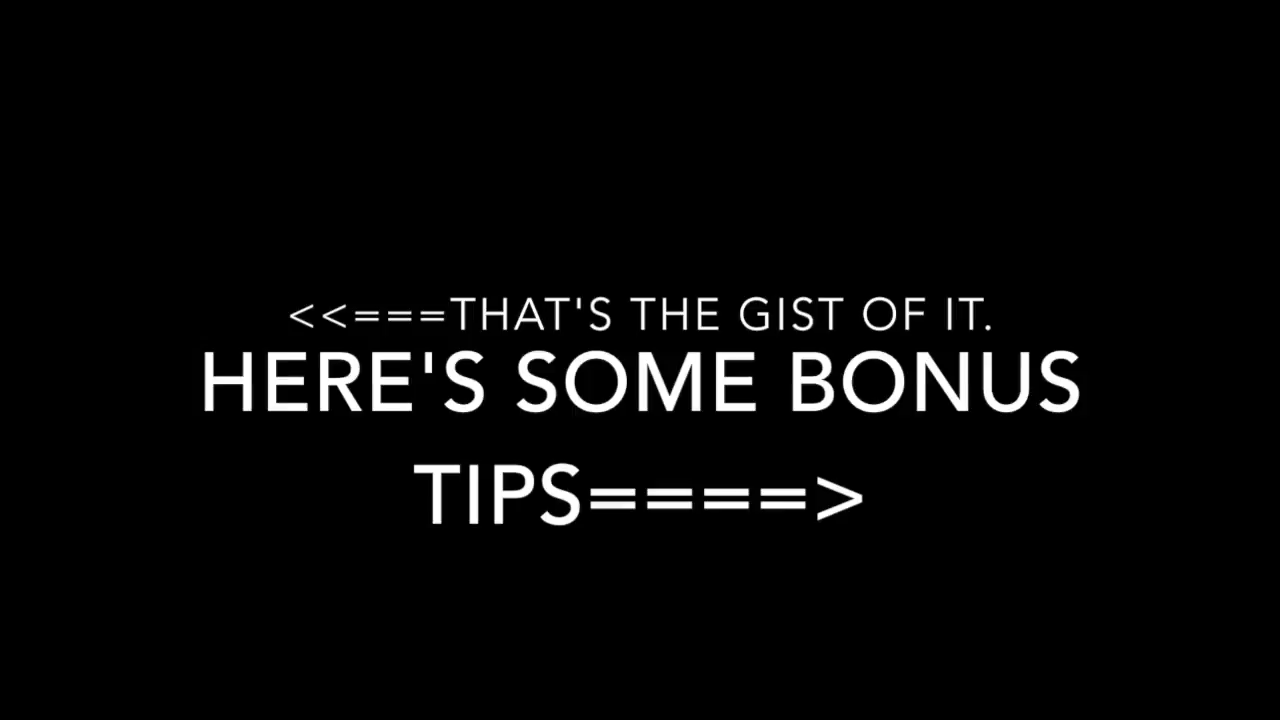 <<===THAT'S THE GIST OF IT.
HERE'S SOME BONUS
TIPS====>